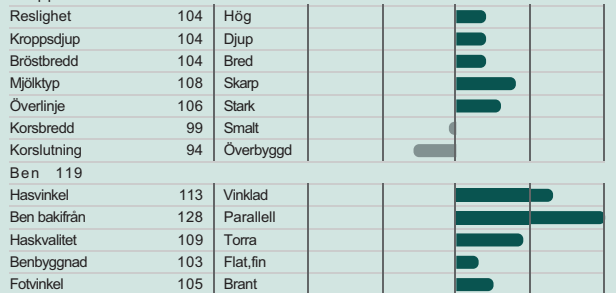 Reslighet 104 Hög
Kroppsdjup 104 Djup
Bröstbredd 104 Bred
Mjölktyp 108 Skarp
Överlinje 106 Stark
Korsbredd 99 Smalt
Korslutning 94 Överbyggd
Ben 119
Hasvinkel 113 Vinklad
Ben bakifrån 128 Parallell
Haskvalitet 109 Torra
Benbyggnad 103 Flat,fin
Fotvinkel 105 Brant